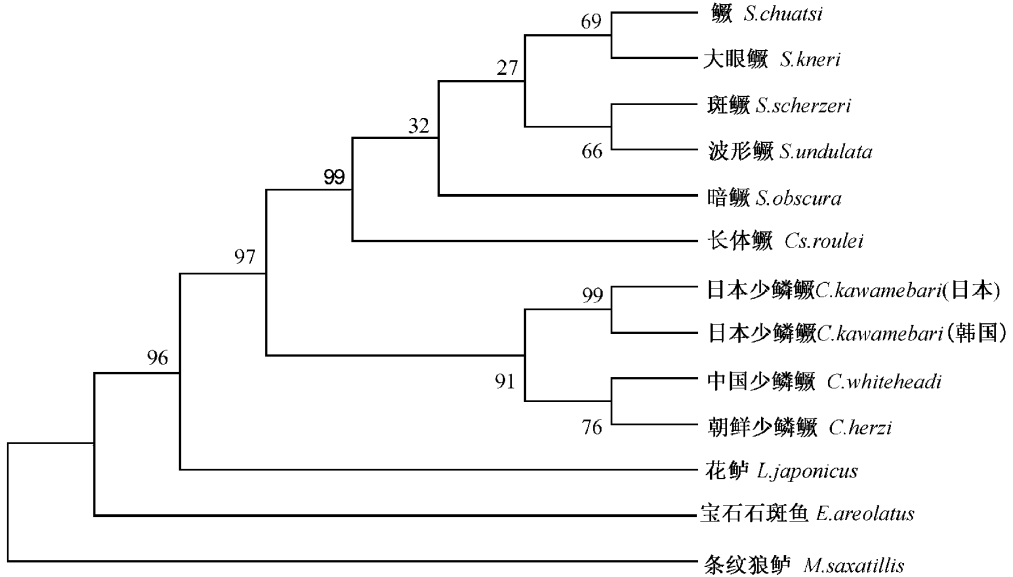 69
鳜 S.chuatsi
27
大眼鳜 S.kneri
斑鳜 S.scherzeri
32
66
波形鳜 S.undulata
99
暗鳜 S.obscura
长体鳜 Cs.roulei
97
99
日本少鳞鳜C.kawamebari(日本)
日本少鳞鳜C.kawamebari(韩国)
96
91
中国少鳞鳜 C.whiteheadi
76
朝鲜少鳞鳜 C.herzi
花鲈 L.japonicus
宝石石斑鱼 E.areolatus
条纹狼鲈 M.saxatillis